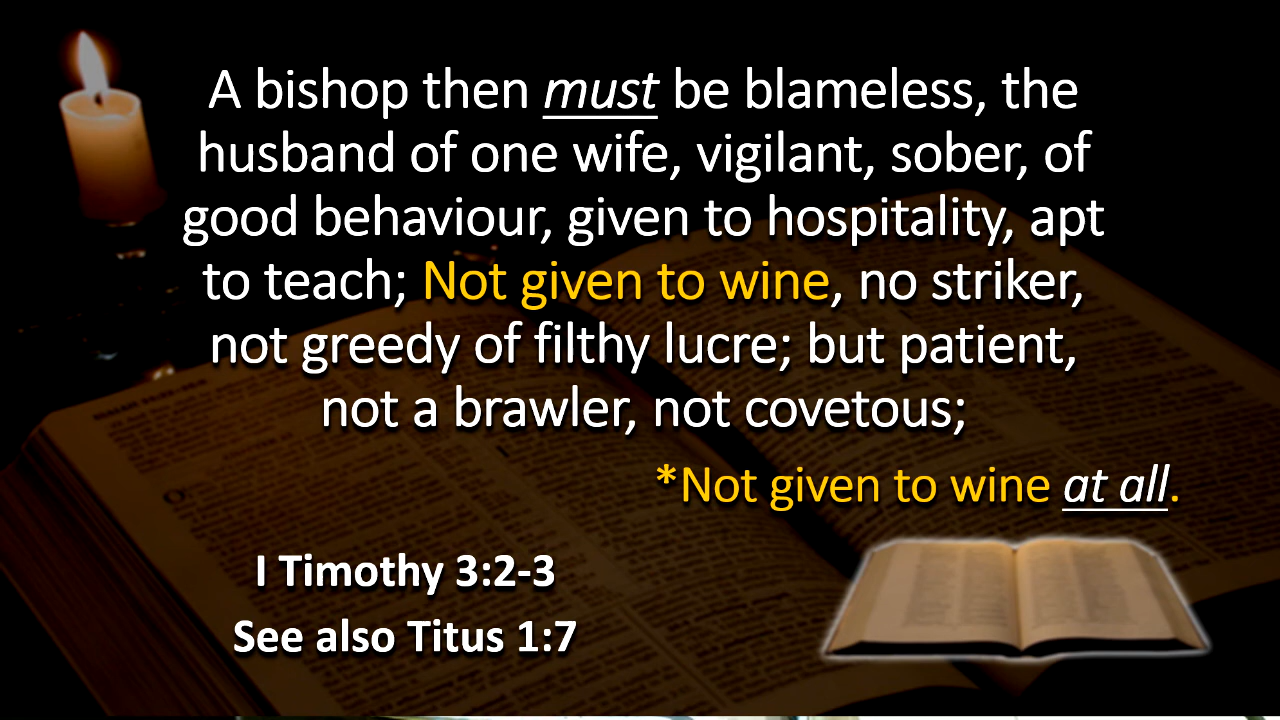 A bishop then must be blameless, the
husband of one wife, vigilant, sober, of
good behaviour, given to hospitality, apt
to teach; Not given to wine, no striker,
not greedy of filthy lucre; but patient,
not a brawler, not covetous;
*Not given to wine at all.
I Timothy 3:2-3
See also Titus 1:7